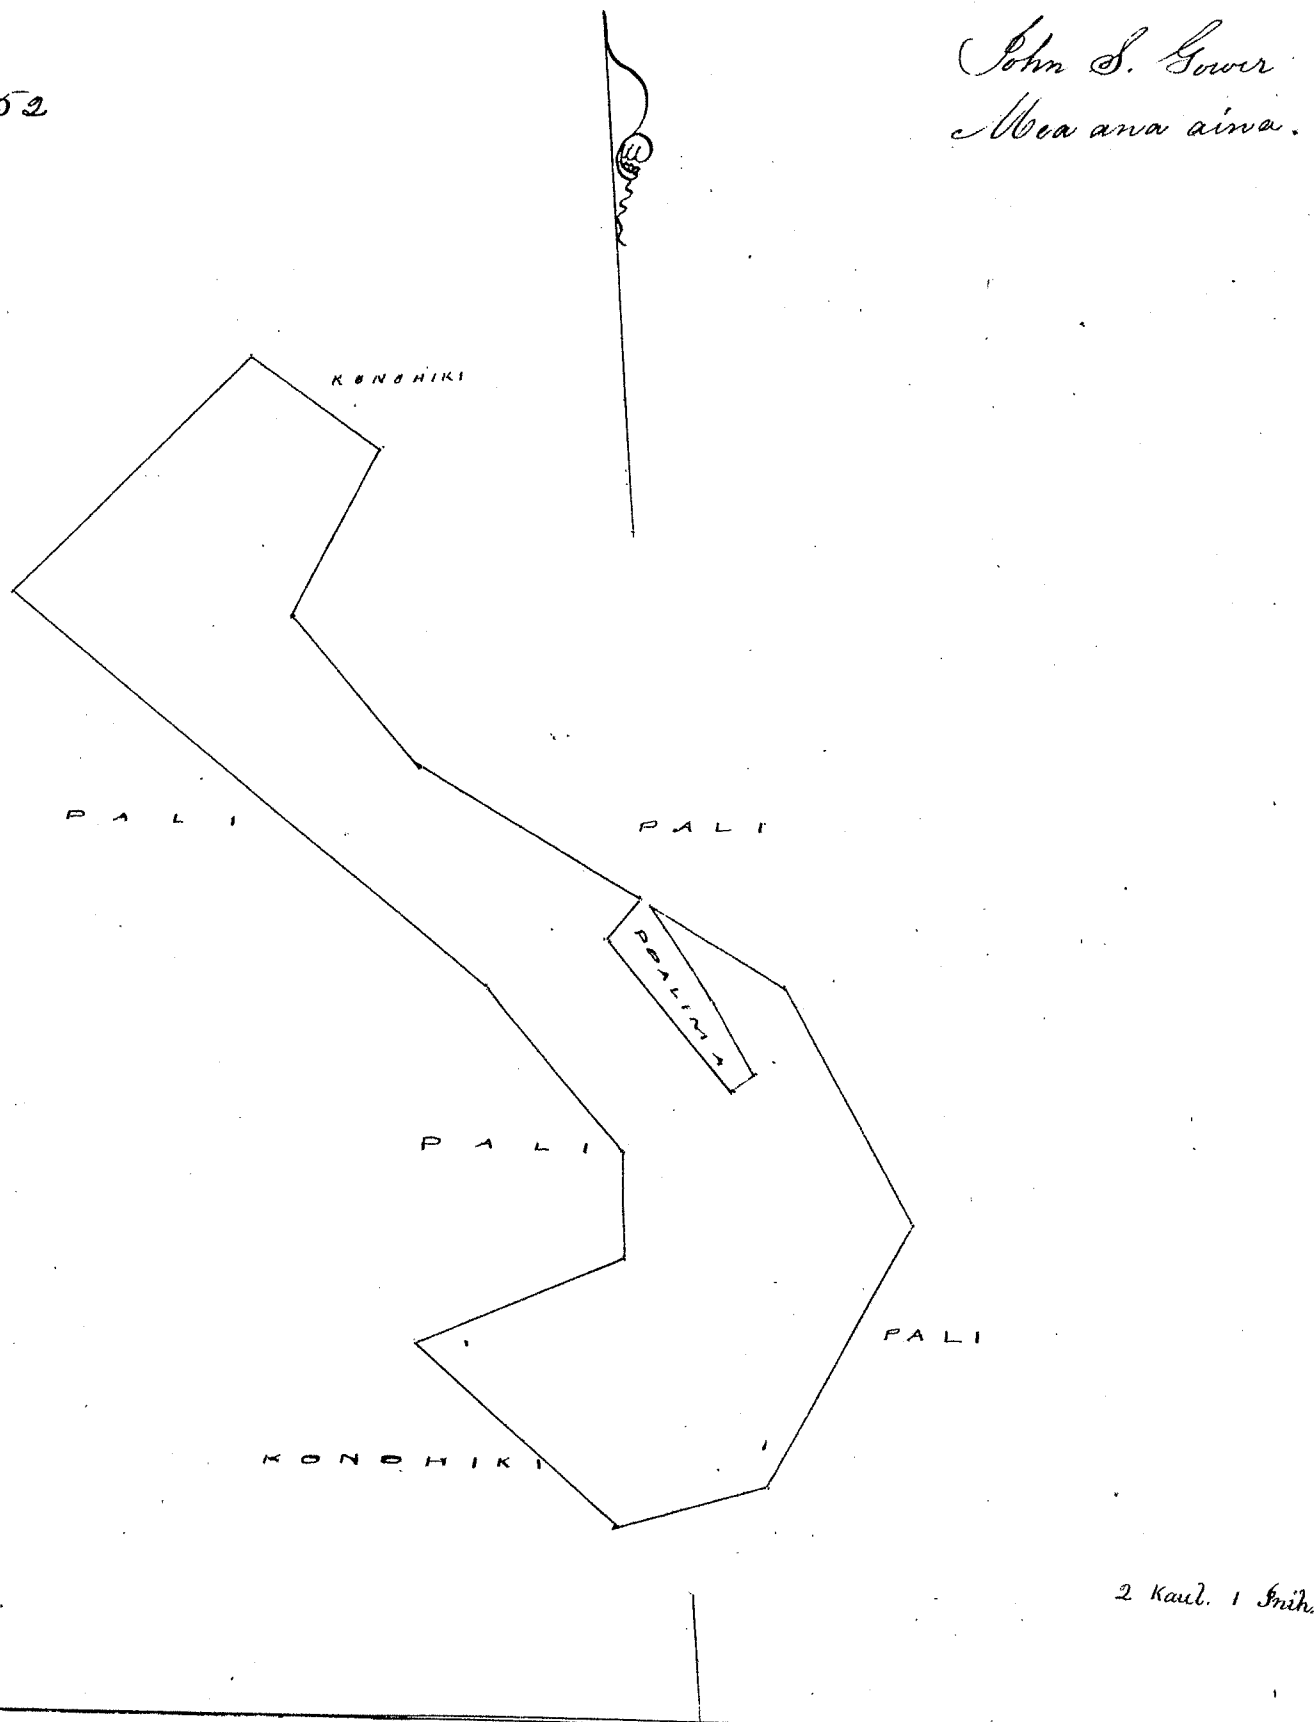 52
John S. Gower
Mea ana aina.
KONOHIKI
PALI
PALI
POALIMA
PALI
PALI
KONOHIKI
2 Kaul. 1 Inih.